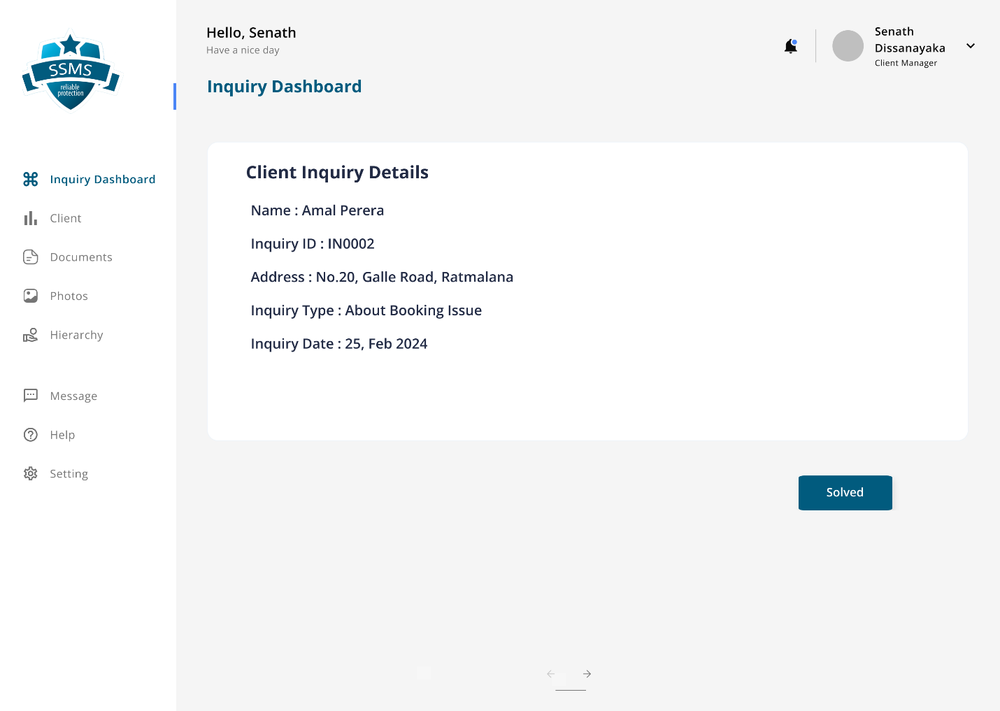 SSMS
reliable
protection
Inquiry Dashboard
Client
Documents
Photos
Hierarchy
Message
Help
Setting
Hello, Senath
Have a nice day
Senath
Dissanayaka
Client Manager
Inquiry Dashboard
Client Inquiry Details
Name : Amal Perera
Inquiry ID : IN0002
Address : No.20, Galle Road, Ratmalana
Inquiry Type : About Booking Issue
Inquiry Date : 25, Feb 2024
Solved